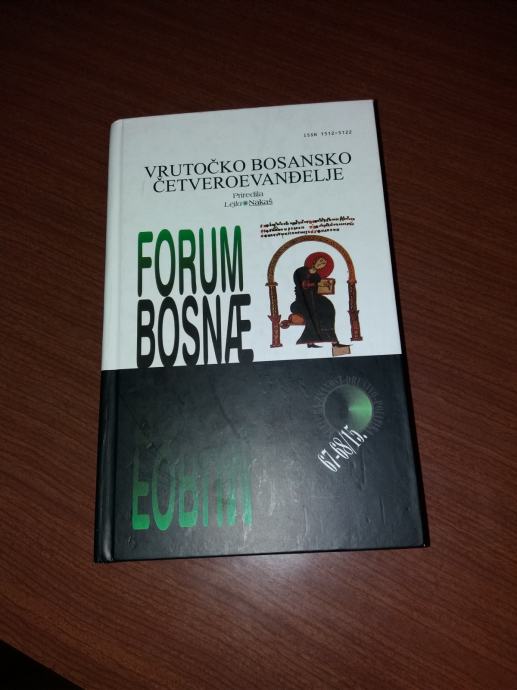 ISSN 1512-5122
VRUTOČKO BOSANSKO
ČETVEROEVANĐELJE
Priredila
Lejla Nakaš
FORUM
BOSNÆ
67-68/15.